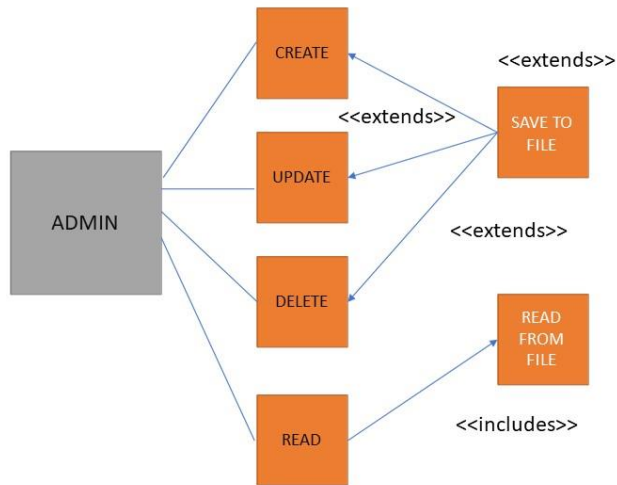 CREATE
<<extends>>
<<extends>>
SAVE TO
FILE
UPDATE
ADMIN
<<extends>>
DELETE
READ
FROM
FILE
<<includes>>
READ